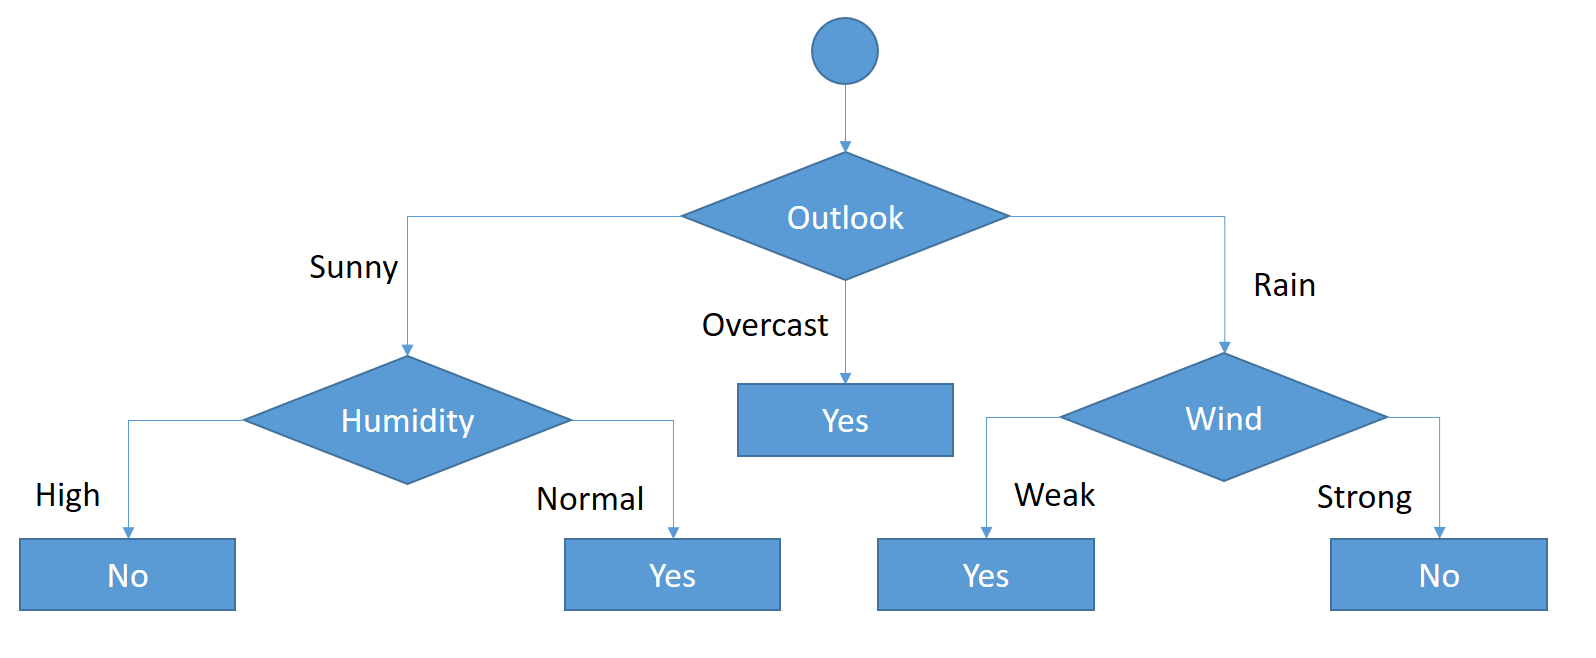 Outlook
Sunny
Overcast
Rain
Humidity
Yes
Wind
High
Normal
Weak
Strong
No
Yes
Yes
No